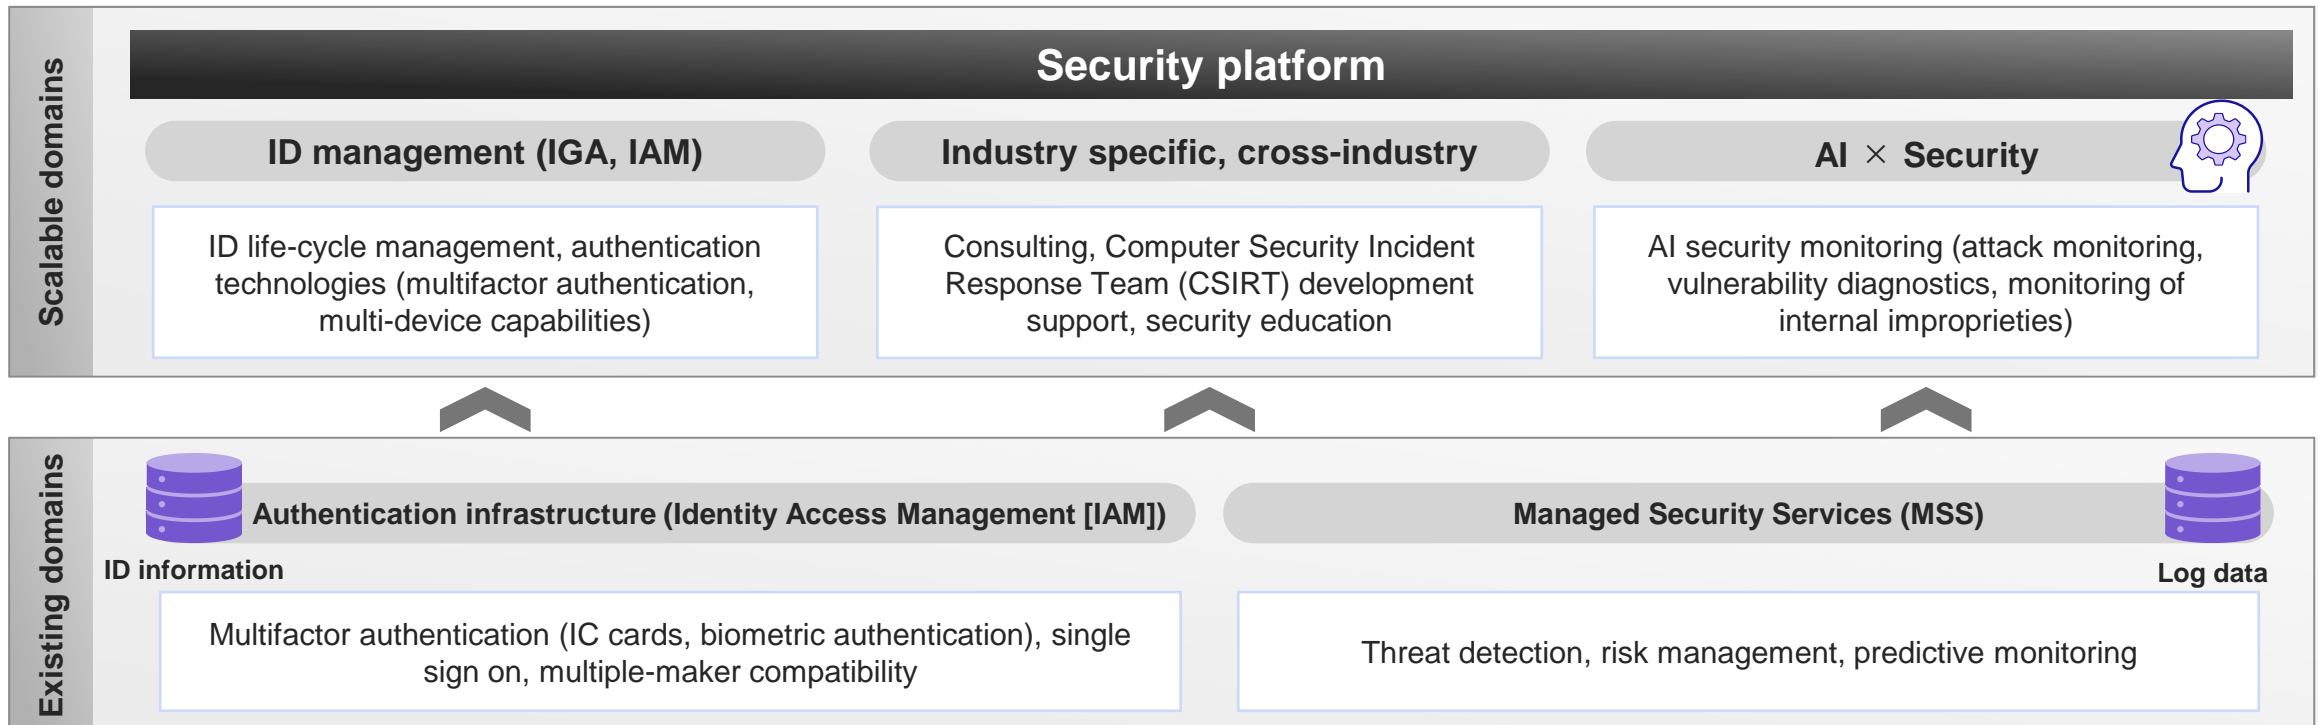 Scalable domains
Security platform
ID management (IGA, IAM)
ID life-cycle management, authentication
technologies (multifactor authentication,
multi-device capabilities)
Industry specific, cross-industry
Consulting, Computer Security Incident
Response Team (CSIRT) development
support, security education
AI × Security
AI security monitoring (attack monitoring,
vulnerability diagnostics, monitoring of
internal improprieties)
Existing domains
Authentication infrastructure (Identity Access Management [IAM])
ID information
Multifactor authentication (IC cards, biometric authentication), single
sign on, multiple-maker compatibility
Managed Security Services (MSS)
Log data
Threat detection, risk management, predictive monitoring